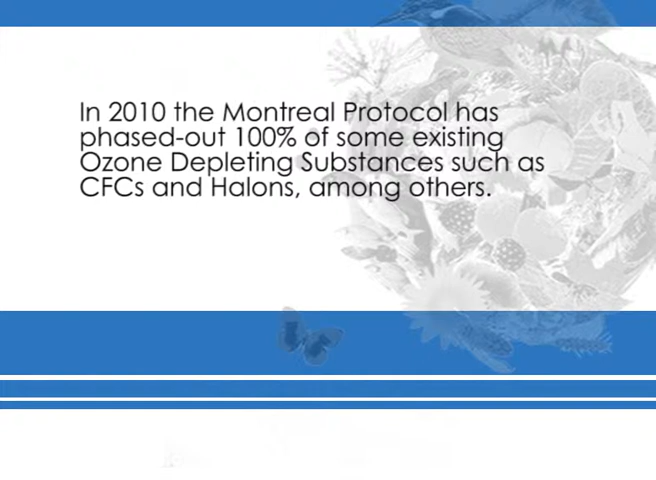 In 2010 the Montreal Protocol has
phased-out 100% of some existing
Ozone Depleting Substances such as
CFCs and Halons, among others.